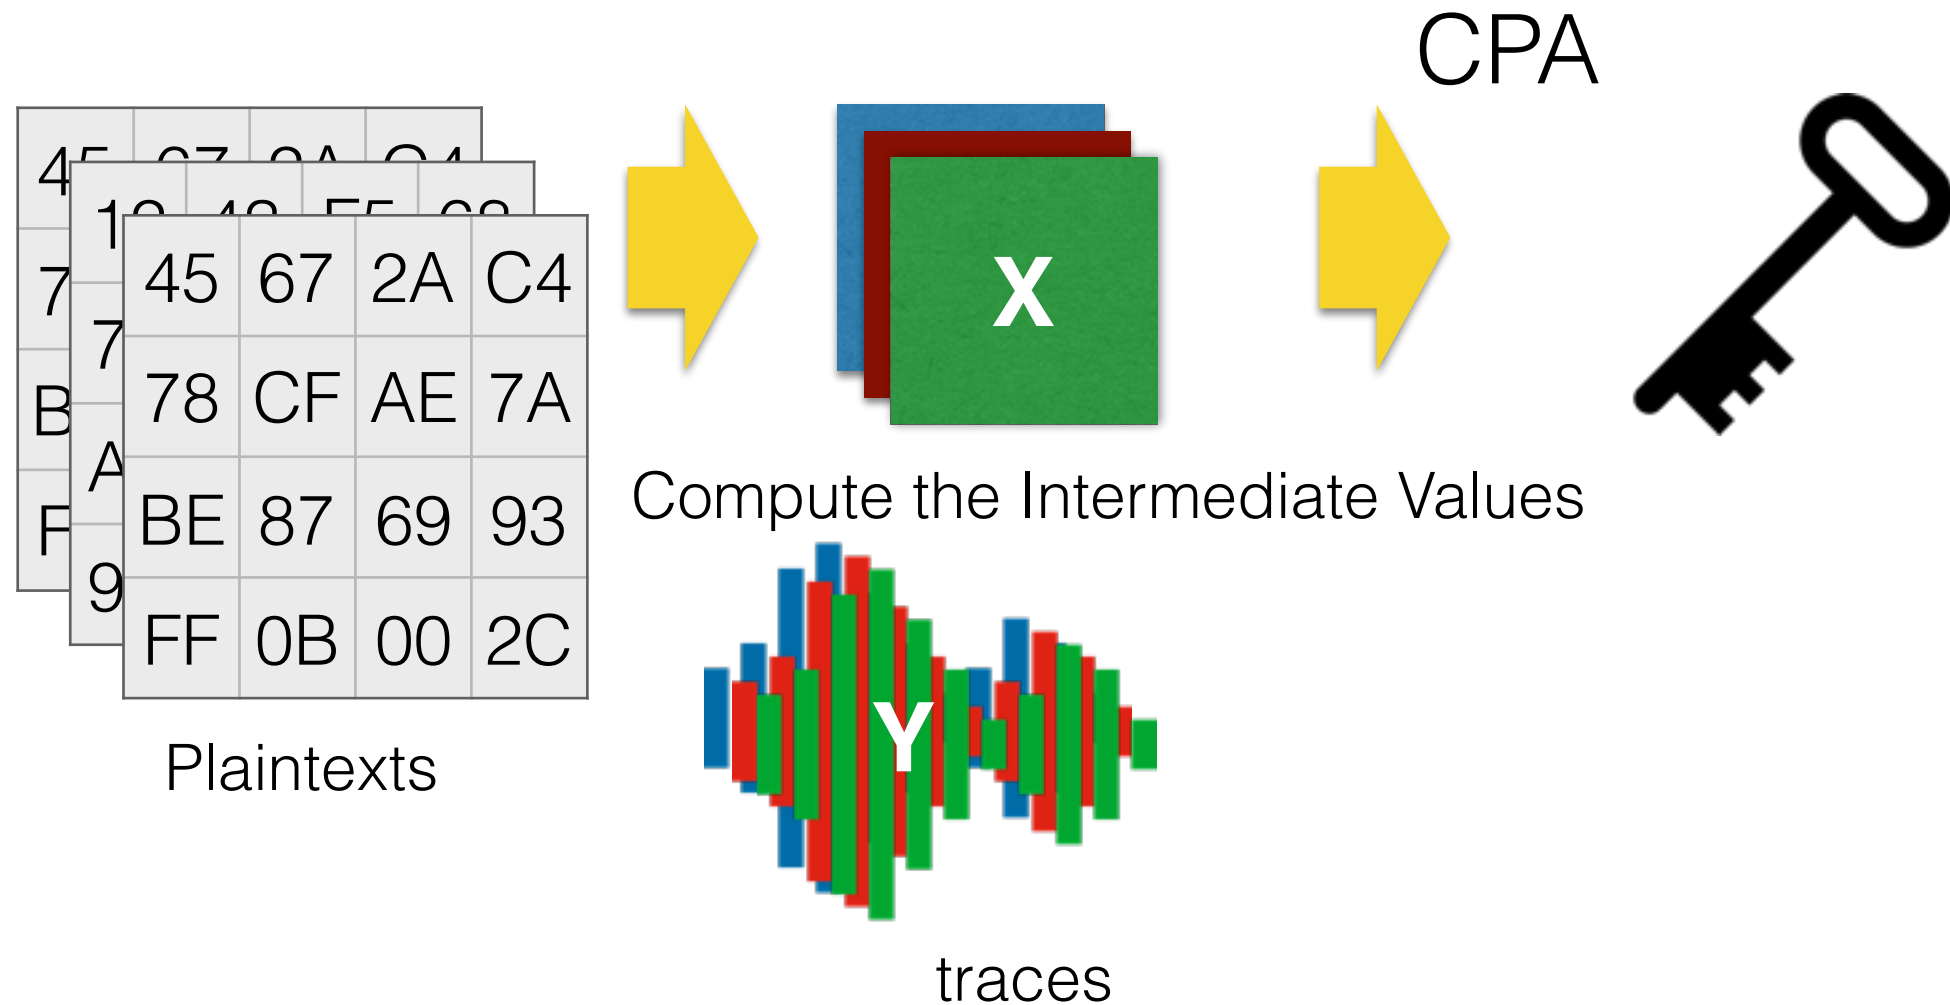 CPA
45 67 2A C4
78 CF AE 7A
BE 87 69 93
FF 0B 00 2C
X
Compute the Intermediate Values
Y
Plaintexts
traces